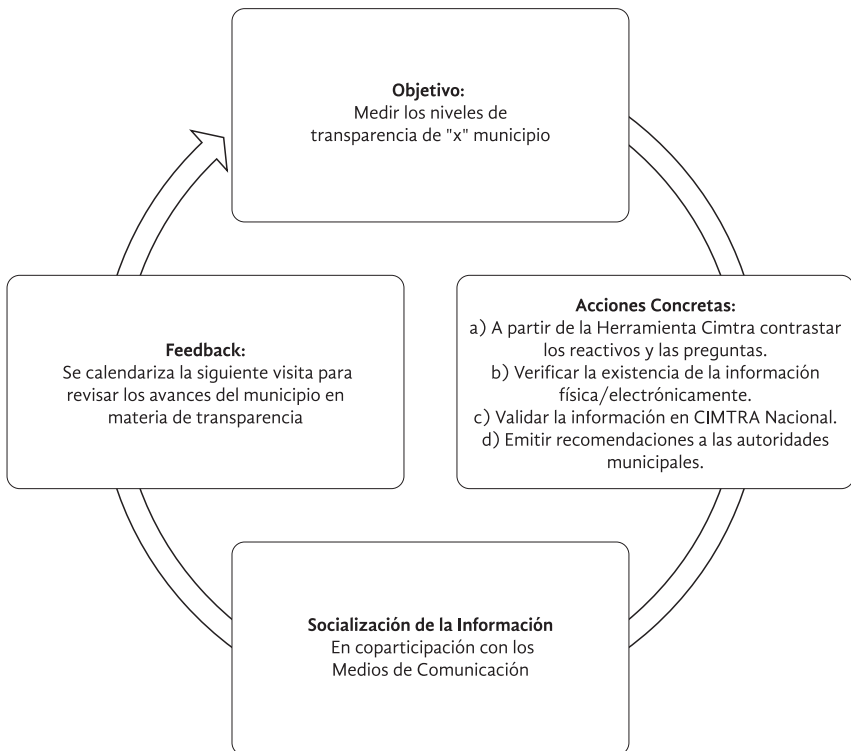 Objetivo:
Medir los niveles de
transparencia de "x" municipio
Acciones Concretas:
a) A partir de la Herramienta Cimtra contrastar
los reactivos y las preguntas.
b) Verificar la existencia de la información
física/electrónicamente.
c) Validar la información en CIMTRA Nacional.
d) Emitir recomendaciones a las autoridades
municipales.
Socialización de la Información
En coparticipación con los
Medios de Comunicación
Feedback:
Se calendariza la siguiente visita para
revisar los avances del municipio en
materia de transparencia